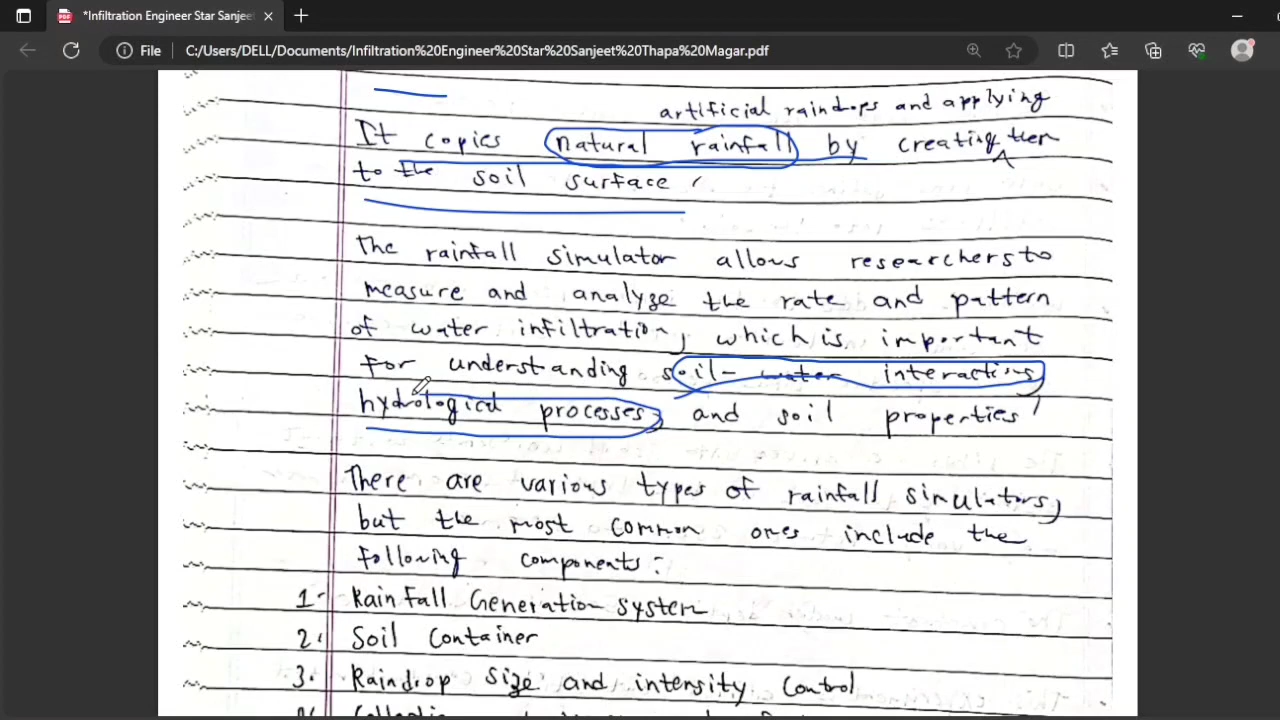 *Infiltration Engineer Star Sanjee
File
C:/Users/DELL/Documents/Infiltration%20Engineer%20Star%20Sanjeet%20Thapa%20Magar.pdf
artificial raindrops and applying
It copies natural rainfall by creating them
to the soil surface.
The rainfall simulator allows researchers to
measure and analyze the rate and pattern
of water infiltration, which is important
for understanding soil-water interactions,
hydrological processes and soil properties.
There are various types of rainfall simulators,
but the most common ones include the
following components:
1. Rainfall Generation system
2. Soil Container
3. Raindrop size and intensity Control